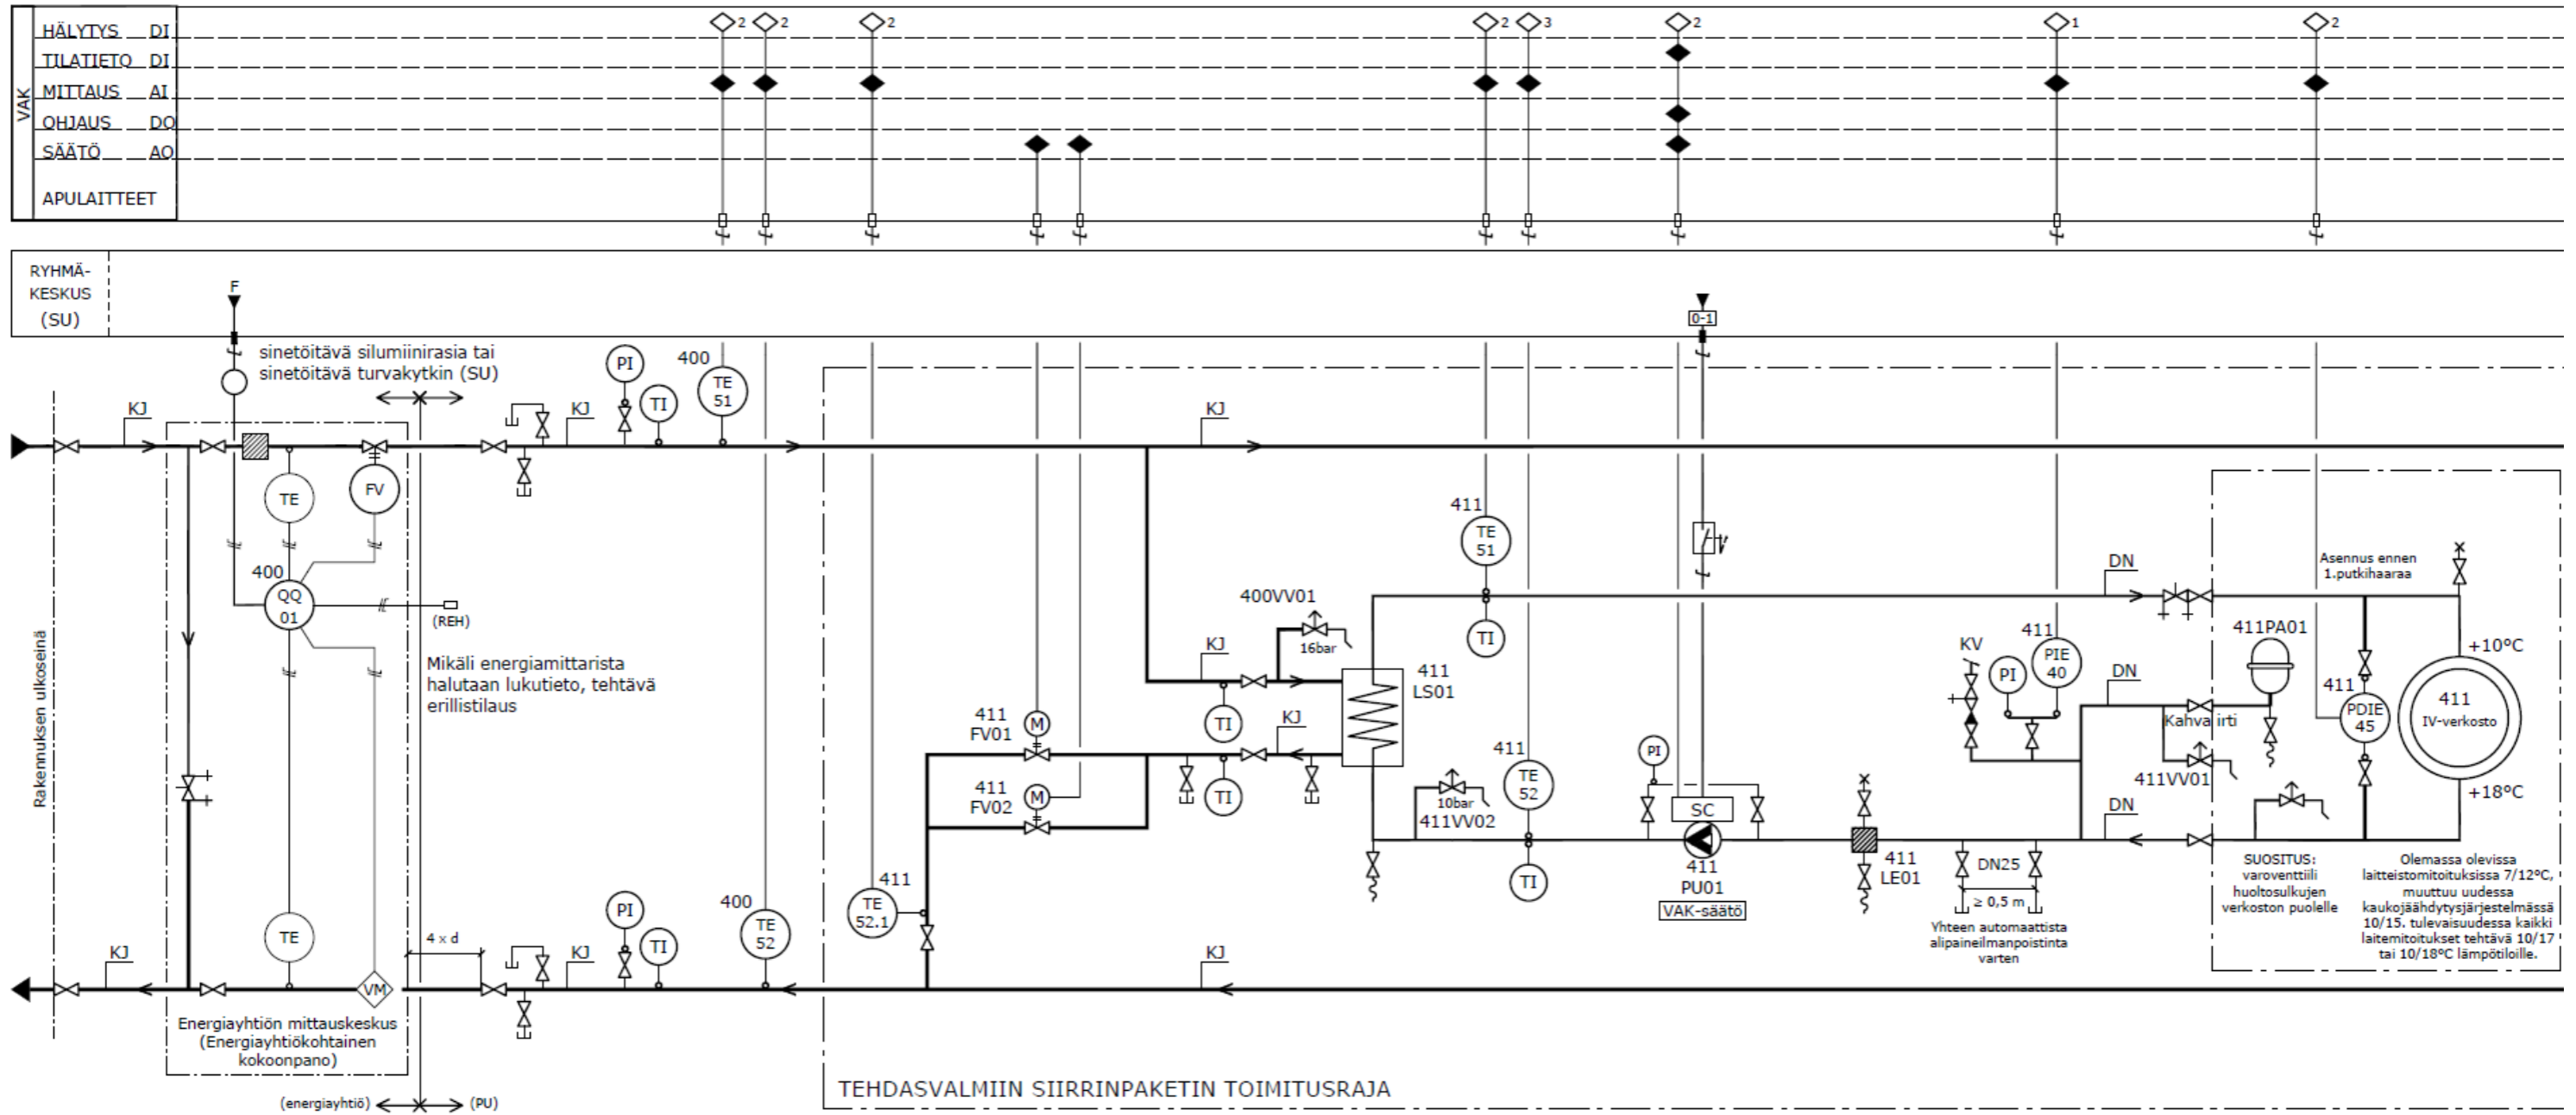 VAK
HÄLYTYS DI
TILATIETO DI
MITTAUS AI
OHJAUS DO
SÄÄTÖ AO
APULAITTEET
2
2
2
2
3
2
1
2
RYHMÄ-
KESKUS
(SU)
F
0-1
sinetöitävä silumiinirasia tai
sinetöitävä turvakytkin (SU)
Rakennuksen ulkoseinä
KJ
TE
FV
400
QQ
01
(REH)
Mikäli energiamittarista
halutaan lukutieto, tehtävä
erillistilaus
TE
VM
KJ
4 x d
Energiayhtiön mittauskeskus
(Energiayhtiökohtainen
kokoonpano)
(energiayhtiö)
(PU)
KJ
PI
TI
400
TE
51
KJ
PI
TI
400
TE
52
411
TE
52.1
411
FV01
M
411
FV02
M
KJ
400VV01
16bar
KJ
TI
KJ
TI
411
LS01
411
TE
51
TI
411
TE
52
TI
10bar
411VV02
PI
SC
411
PU01
VAK-säätö
411
LE01
DN
KV
PI
411
PIE
40
DN
Kahva irti
411VV01
411PA01
DN
DN25
≥ 0,5 m
Yhteen automaattista
alipaineilmanpoistinta
varten
Asennus ennen
1.putkihaaraa
411
PDIE
45
+10ºC
411
IV-verkosto
+18ºC
SUOSITUS:
varoventtiili
huoltosulkujen
verkoston puolelle
Olemassa olevissa
laitteistomitoituksissa 7/12ºC,
muuttuu uudessa
kaukojäähdytysjärjestelmässä
10/15. tulevaisuudessa kaikki
laitemitoitukset tehtävä 10/17
tai 10/18ºC lämpötiloille.
KJ
TEHDASVALMIIN SIIRRINPAKETIN TOIMITUSRAJA